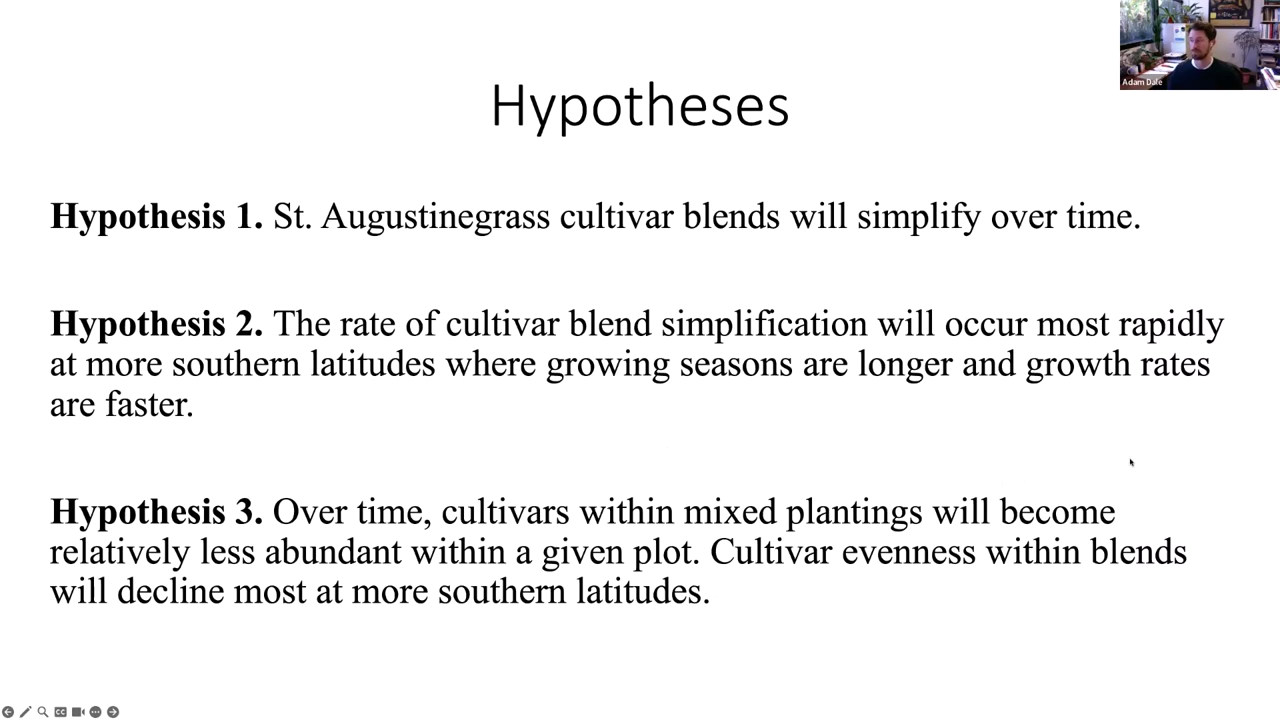 Adam Dale
Hypotheses
Hypothesis 1. St. Augustinegrass cultivar blends will simplify over time.
Hypothesis 2. The rate of cultivar blend simplification will occur most rapidly
at more southern latitudes where growing seasons are longer and growth rates
are faster.
Hypothesis 3. Over time, cultivars within mixed plantings will become
relatively less abundant within a given plot. Cultivar evenness within blends
will decline most at more southern latitudes.